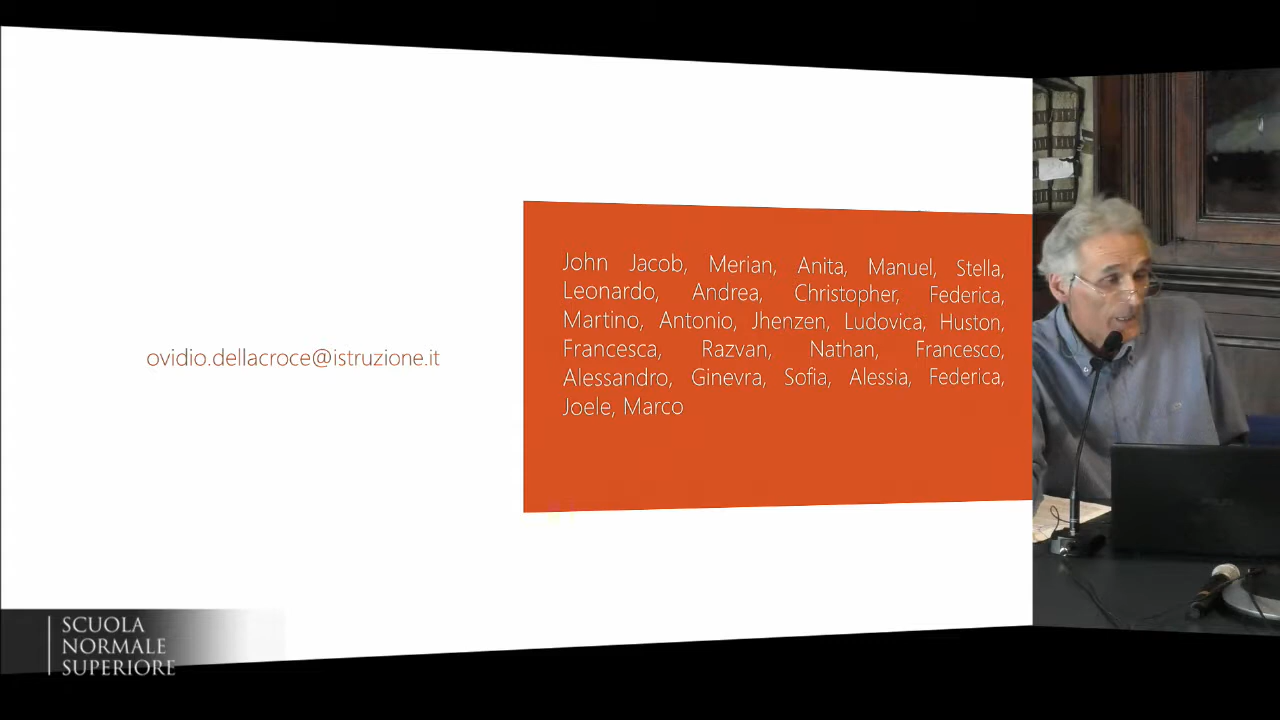 ovidio.dellacroce@istruzione.it
John Jacob, Merian, Anita, Manuel, Stella,
Leonardo, Andrea, Christopher, Federica,
Martino, Antonio, Jhenzen, Ludovica, Huston,
Francesca, Razvan, Nathan, Francesco,
Alessandro, Ginevra, Sofia, Alessia, Federica,
Joele, Marco
SCUOLA
NORMALE
SUPERIORE